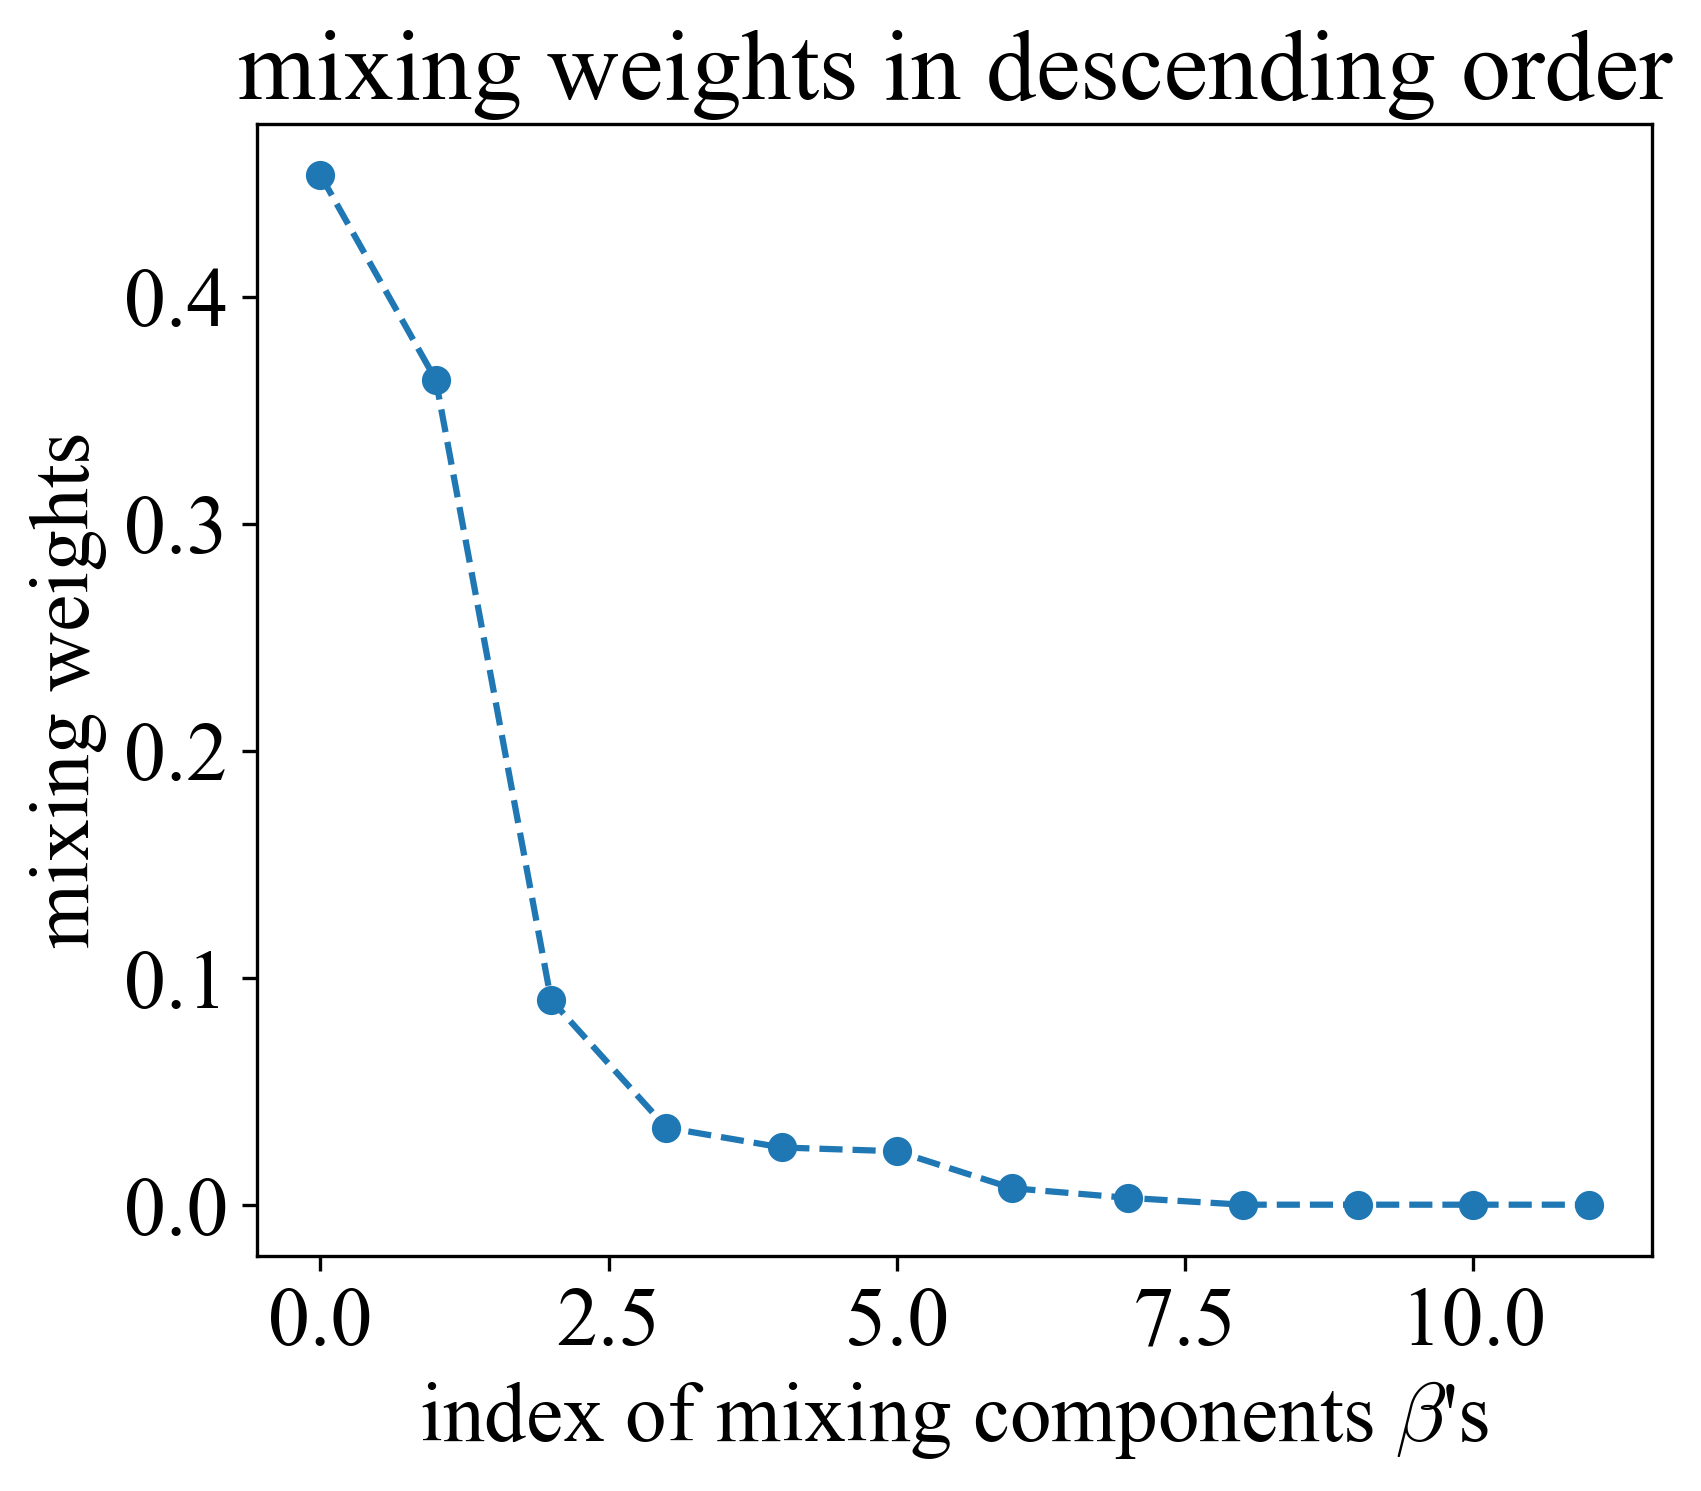 mixing weights in descending order
mixing weights
0.4
0.3
0.2
0.1
0.0
0.0 2.5 5.0 7.5 10.0
index of mixing components β's